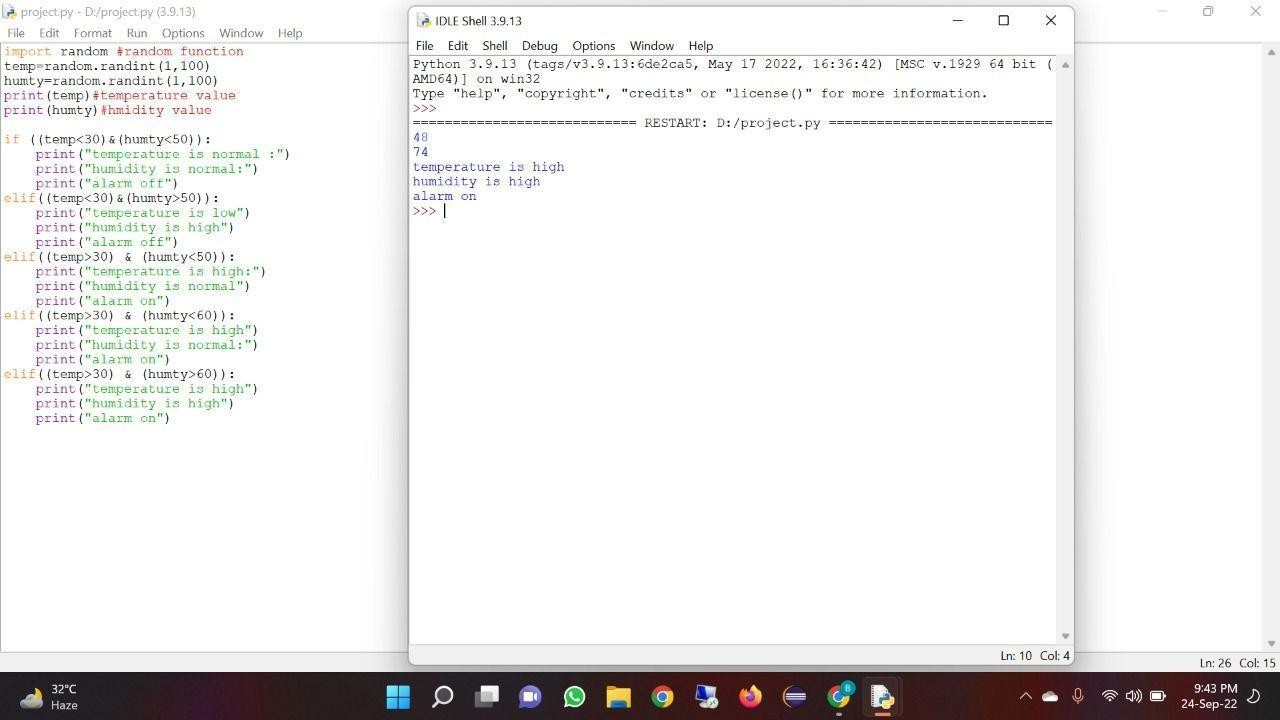 project.py - D:/project.py (3.9.13)
File Edit Format Run Options Window Help
import random #random function
temp=random.randint(1,100)
humty=random.randint(1,100)
print(temp)#temperature value
print(humty)#hmidity value
if ((temp<30)&(humty<50)):
    print("temperature is normal :")
    print("humidity is normal:")
    print("alarm off")
elif((temp<30)&(humty>50)):
    print("temperature is low")
    print("humidity is high")
    print("alarm off")
elif((temp>30) & (humty<50)):
    print("temperature is high:")
    print("humidity is normal")
    print("alarm on")
elif((temp>30) & (humty<60)):
    print("temperature is high")
    print("humidity is normal:")
    print("alarm on")
elif((temp>30) & (humty>60)):
    print("temperature is high")
    print("humidity is high")
    print("alarm on")
IDLE Shell 3.9.13
File Edit Shell Debug Options Window Help
Python 3.9.13 (tags/v3.9.13:6de2ca5, May 17 2022, 16:36:42) [MSC v.1929 64 bit (
AMD64)] on win32
Type "help", "copyright", "credits" or "license()" for more information.
>>>
============================ RESTART: D:/project.py ============================
48
74
temperature is high
humidity is high
alarm on
>>>
Ln: 10 Col: 4
Ln: 26 Col: 15
32°C
Haze
B
9:43 PM
24-Sep-22